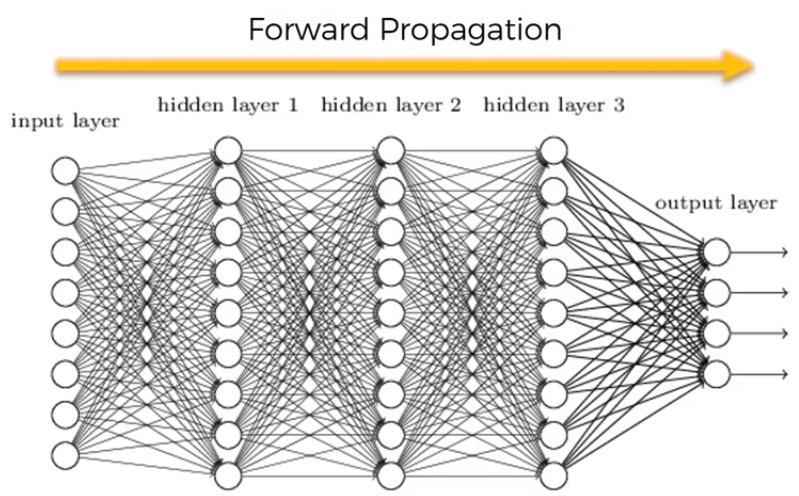 Forward Propagation
input layer
hidden layer 1
hidden layer 2
hidden layer 3
output layer